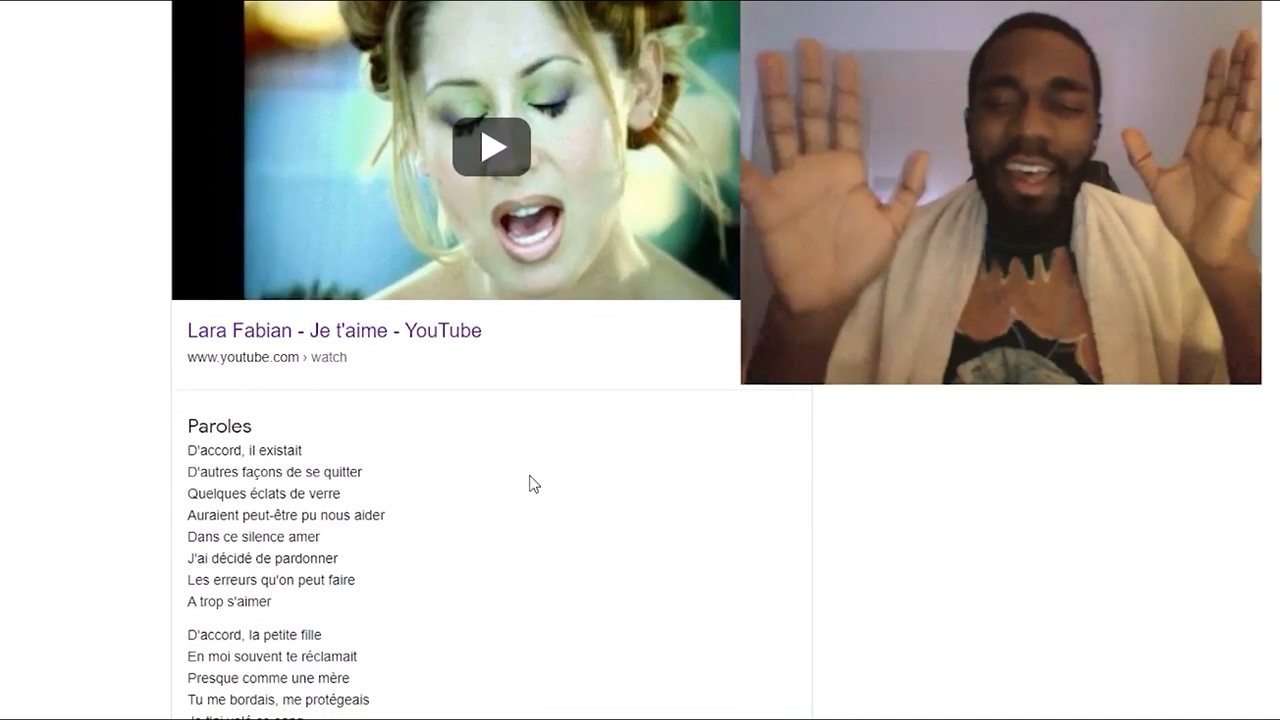 Lara Fabian - Je t'aime - YouTube
www.youtube.com › watch
Paroles
D'accord, il existait
D'autres façons de se quitter
Quelques éclats de verre
Auraient peut-être pu nous aider
Dans ce silence amer
J'ai décidé de pardonner
Les erreurs qu'on peut faire
A trop s'aimer
D'accord, la petite fille
En moi souvent te réclamait
Presque comme une mère
Tu me bordais, me protégeais